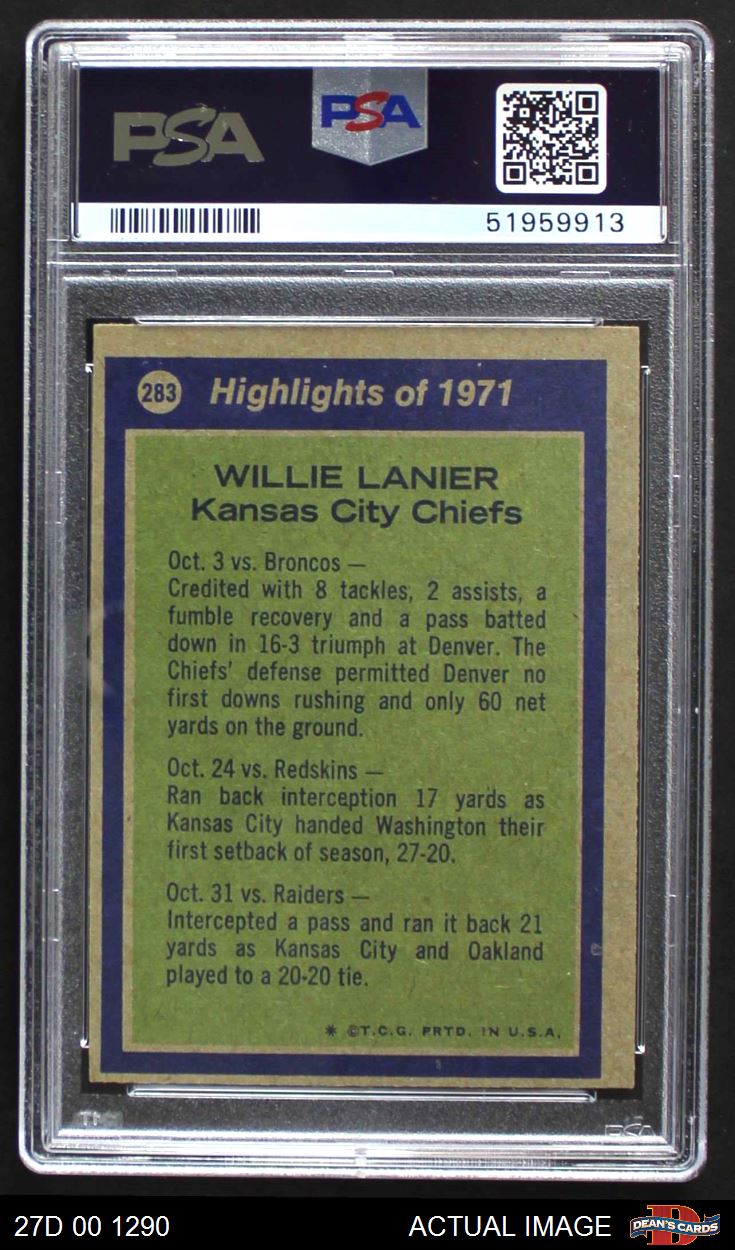 PSA
PSA
51959913
283 Highlights of 1971
WILLIE LANIER
Kansas City Chiefs
Oct. 3 vs. Broncos —
Credited with 8 tackles, 2 assists, a
fumble recovery and a pass batted
down in 16-3 triumph at Denver. The
Chiefs' defense permitted Denver no
first downs rushing and only 60 net
yards on the ground.
Oct. 24 vs. Redskins —
Ran back interception 17 yards as
Kansas City handed Washington their
first setback of season, 27-20.
Oct. 31 vs. Raiders —
Intercepted a pass and ran it back 21
yards as Kansas City and Oakland
played to a 20-20 tie.
* ©T.C.G. PRTD. IN U.S.A.
PSA
27D 00 1290
ACTUAL IMAGE
DEAN'S CARDS